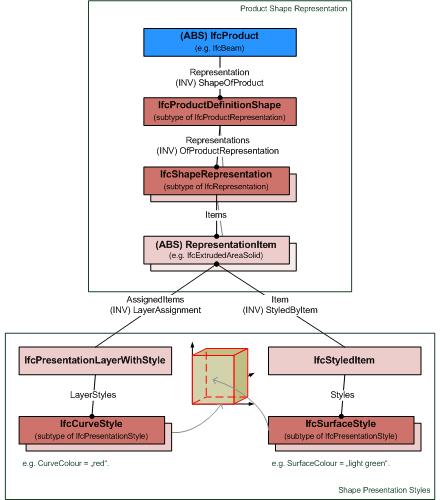 Product Shape Representation
(ABS) IfcProduct
(e.g. IfcBeam)
Representation
(INV) ShapeOfProduct
IfcProductDefinitionShape
(subtype of IfcProductRepresentation)
Representations
(INV) OfProductRepresentation
IfcShapeRepresentation
(subtype of IfcRepresentation)
Items
(ABS) RepresentationItem
(e.g. IfcExtrudedAreaSolid)
AssignedItems
(INV) LayerAssignment
Item
(INV) StyledByItem
IfcPresentationLayerWithStyle
IfcStyledItem
LayerStyles
Styles
IfcCurveStyle
(subtype of IfcPresentationStyle)
IfcSurfaceStyle
(subtype of IfcPresentationStyle)
e.g. CurveColour = „red“.
e.g. SurfaceColour = „light green“.
Shape Presentation Styles